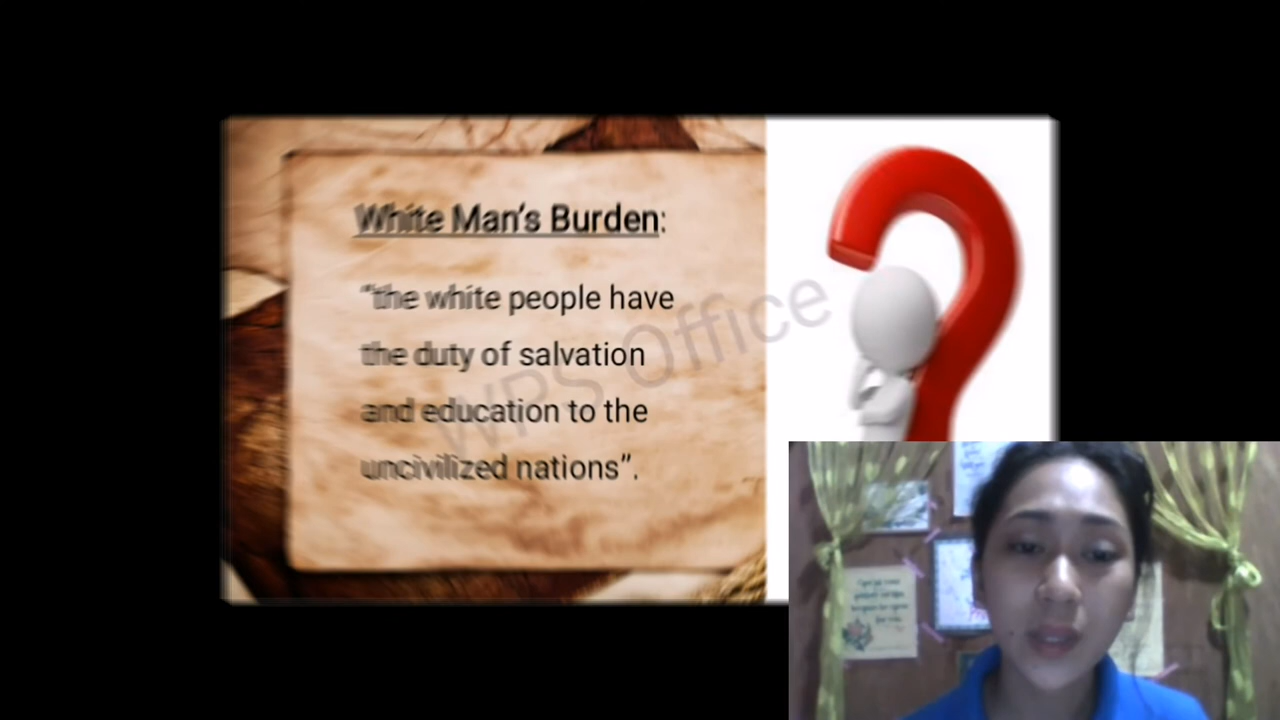 White Man's Burden:
"the white people have
the duty of salvation
and education to the
uncivilized nations".
WPS Office